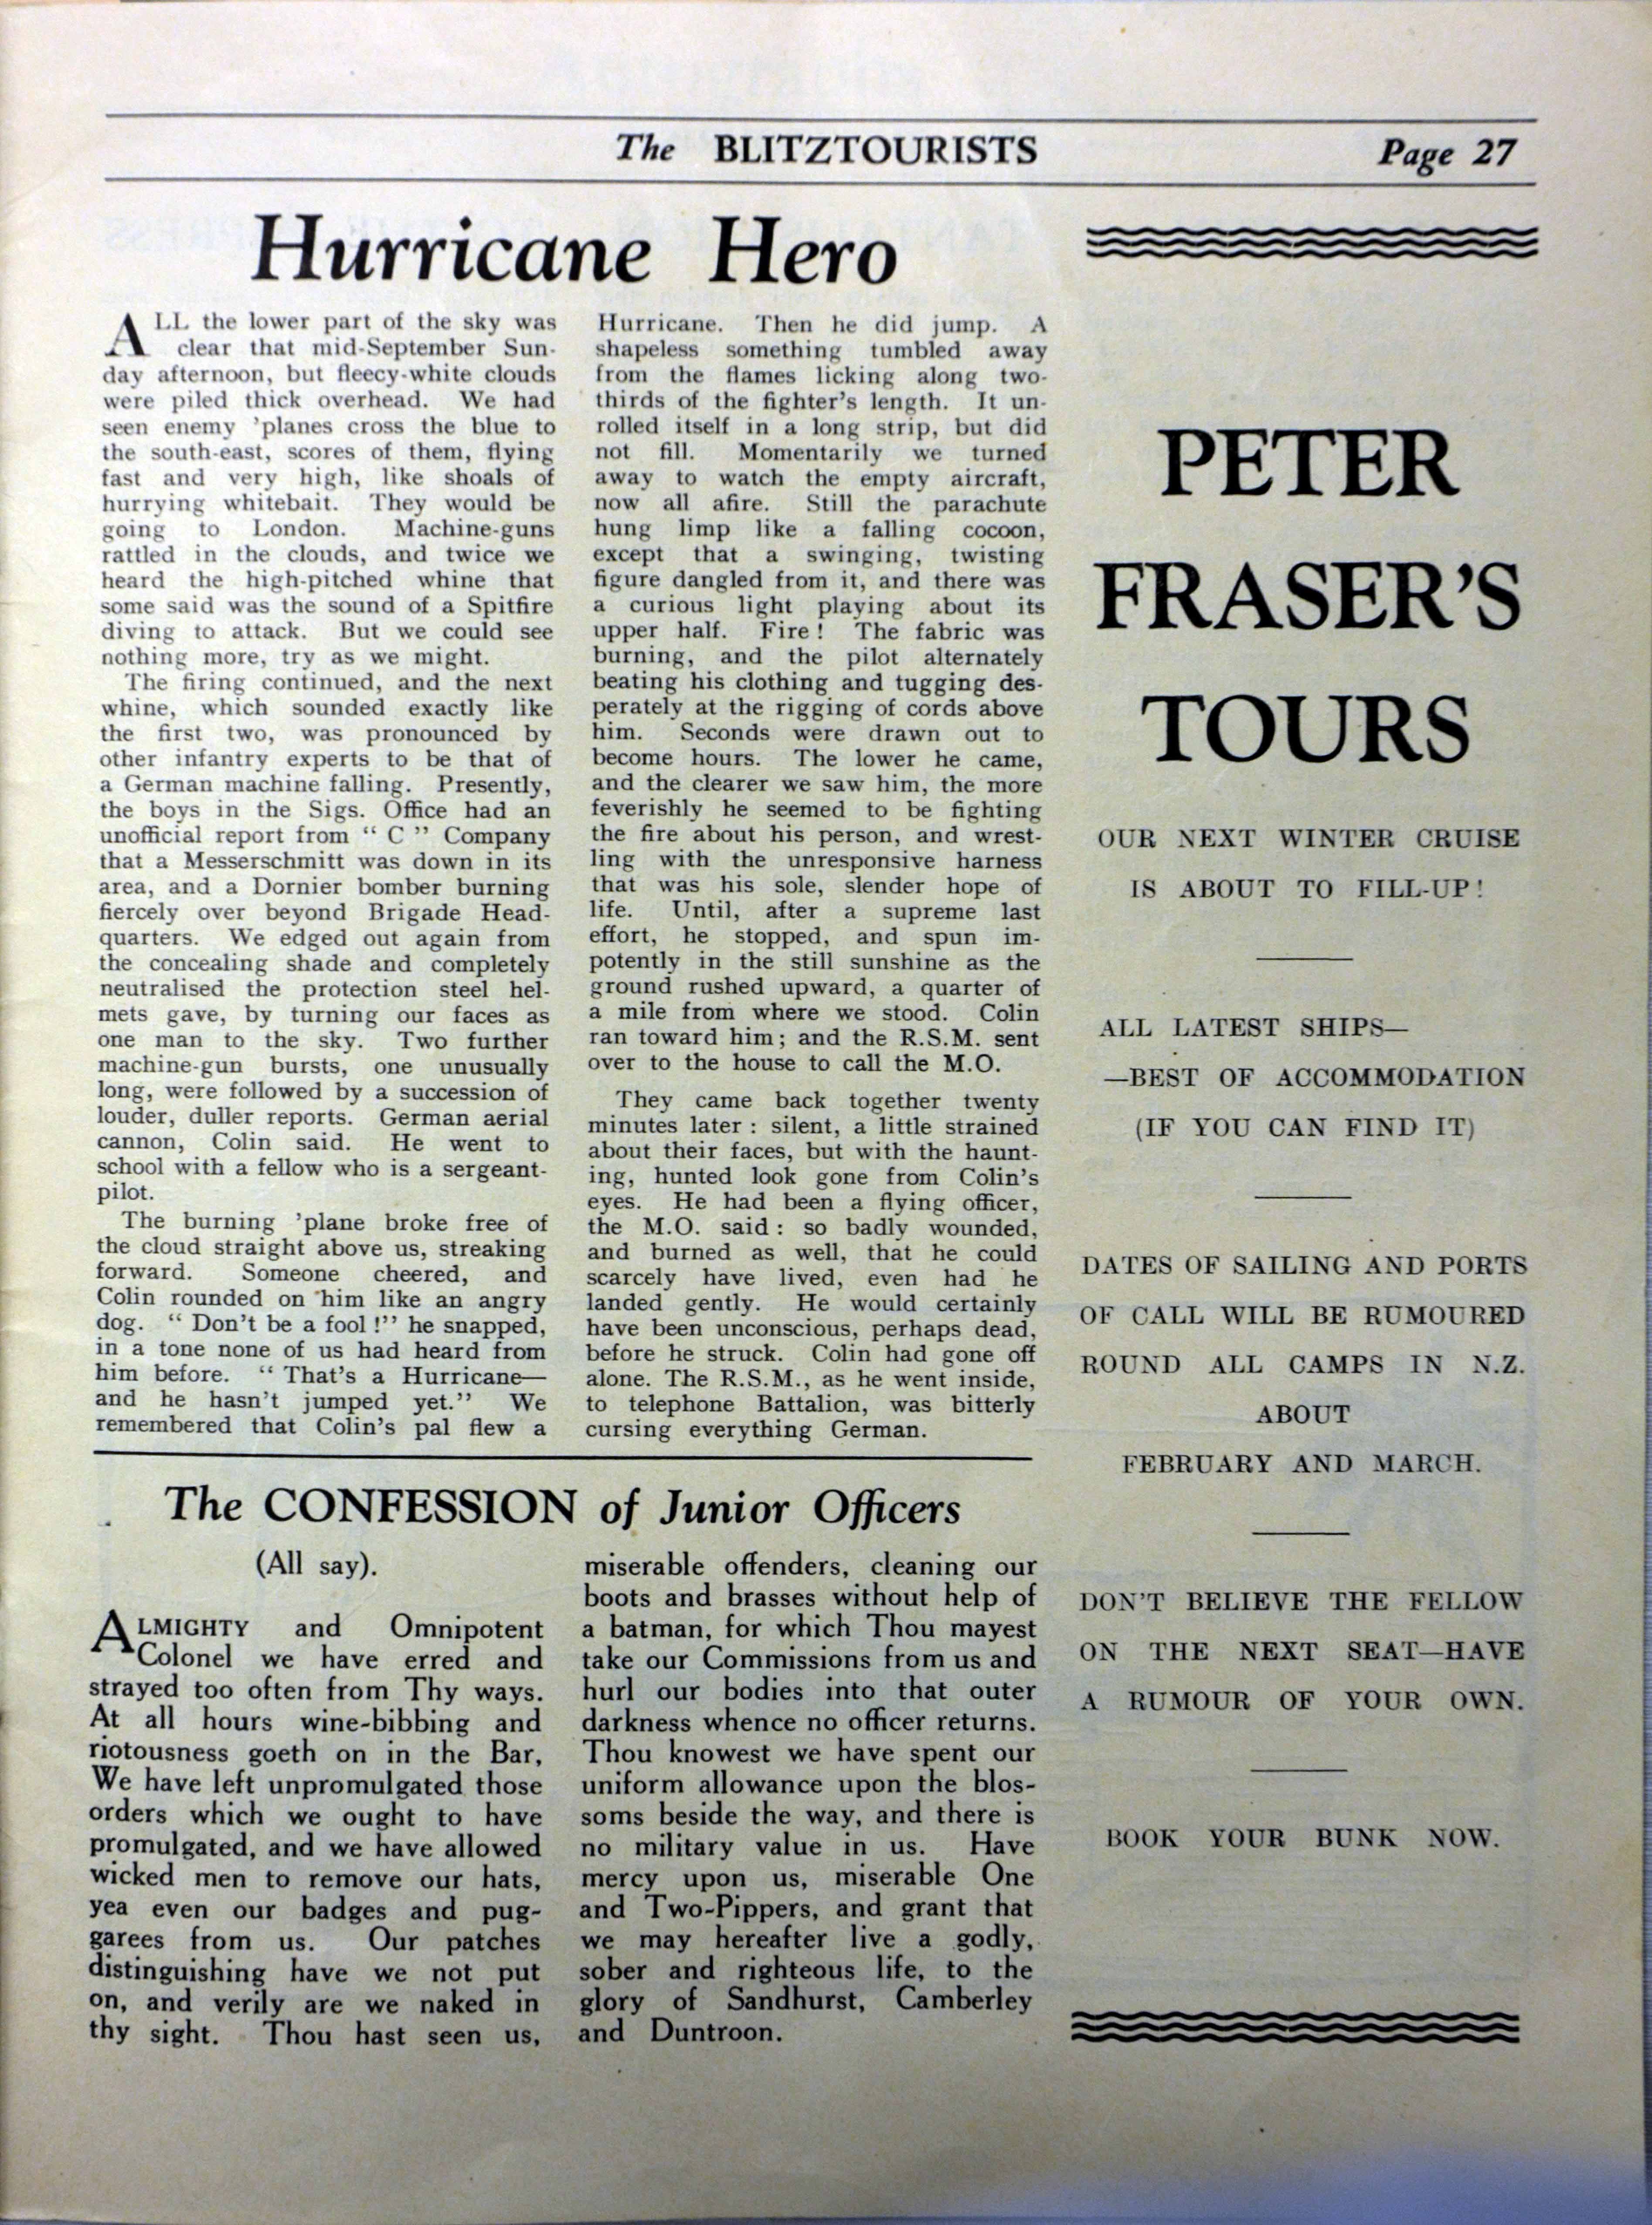 The BLITZTOURISTS
Page 27
Hurricane Hero
ALL the lower part of the sky was
clear that mid-September Sun-
day afternoon, but fleecy-white clouds
were piled thick overhead. We had
seen enemy 'planes cross the blue to
the south-east, scores of them, flying
fast and very high, like shoals of
hurrying whitebait. They would be
going to London. Machine-guns
rattled in the clouds, and twice we
heard the high-pitched whine that
some said was the sound of a Spitfire
diving to attack. But we could see
nothing more, try as we might.
The firing continued, and the next
whine, which sounded exactly like
the first two, was pronounced by
other infantry experts to be that of
a German machine falling. Presently,
the boys in the Sigs. Office had an
unofficial report from " C " Company
that a Messerschmitt was down in its
area, and a Dornier bomber burning
fiercely over beyond Brigade Head-
quarters. We edged out again from
the concealing shade and completely
neutralised the protection steel hel-
mets gave, by turning our faces as
one man to the sky. Two further
machine-gun bursts, one unusually
long, were followed by a succession of
louder, duller reports. German aerial
cannon, Colin said. He went to
school with a fellow who is a sergeant-
pilot.
The burning 'plane broke free of
the cloud straight above us, streaking
forward. Someone cheered, and
Colin rounded on him like an angry
dog. " Don't be a fool !" he snapped,
in a tone none of us had heard from
him before. " That's a Hurricane—
and he hasn't jumped yet." We
remembered that Colin's pal flew a
Hurricane. Then he did jump. A
shapeless something tumbled away
from the flames licking along two-
thirds of the fighter's length. It un-
rolled itself in a long strip, but did
not fill. Momentarily we turned
away to watch the empty aircraft,
now all afire. Still the parachute
hung limp like a falling cocoon,
except that a swinging, twisting
figure dangled from it, and there was
a curious light playing about its
upper half. Fire ! The fabric was
burning, and the pilot alternately
beating his clothing and tugging des-
perately at the rigging of cords above
him. Seconds were drawn out to
become hours. The lower he came,
and the clearer we saw him, the more
feverishly he seemed to be fighting
the fire about his person, and wrest-
ling with the unresponsive harness
that was his sole, slender hope of
life. Until, after a supreme last
effort, he stopped, and spun im-
potently in the still sunshine as the
ground rushed upward, a quarter of
a mile from where we stood. Colin
ran toward him ; and the R.S.M. sent
over to the house to call the M.O.
They came back together twenty
minutes later : silent, a little strained
about their faces, but with the haunt-
ing, hunted look gone from Colin's
eyes. He had been a flying officer,
the M.O. said : so badly wounded,
and burned as well, that he could
scarcely have lived, even had he
landed gently. He would certainly
have been unconscious, perhaps dead,
before he struck. Colin had gone off
alone. The R.S.M., as he went inside,
to telephone Battalion, was bitterly
cursing everything German.
The CONFESSION of Junior Officers
(All say).
ALMIGHTY and Omnipotent
Colonel we have erred and
strayed too often from Thy ways.
At all hours wine-bibbing and
riotousness goeth on in the Bar,
We have left unpromulgated those
orders which we ought to have
promulgated, and we have allowed
wicked men to remove our hats,
yea even our badges and pug-
garees from us. Our patches
distinguishing have we not put
on, and verily are we naked in
thy sight. Thou hast seen us,
miserable offenders, cleaning our
boots and brasses without help of
a batman, for which Thou mayest
take our Commissions from us and
hurl our bodies into that outer
darkness whence no officer returns.
Thou knowest we have spent our
uniform allowance upon the blos-
soms beside the way, and there is
no military value in us. Have
mercy upon us, miserable One
and Two-Pippers, and grant that
we may hereafter live a godly,
sober and righteous life, to the
glory of Sandhurst, Camberley
and Duntroon.
PETER
FRASER'S
TOURS
OUR NEXT WINTER CRUISE
IS ABOUT TO FILL-UP!
ALL LATEST SHIPS—
—BEST OF ACCOMMODATION
(IF YOU CAN FIND IT)
DATES OF SAILING AND PORTS
OF CALL WILL BE RUMOURED
ROUND ALL CAMPS IN N.Z.
ABOUT
FEBRUARY AND MARCH.
DON'T BELIEVE THE FELLOW
ON THE NEXT SEAT—HAVE
A RUMOUR OF YOUR OWN.
BOOK YOUR BUNK NOW.